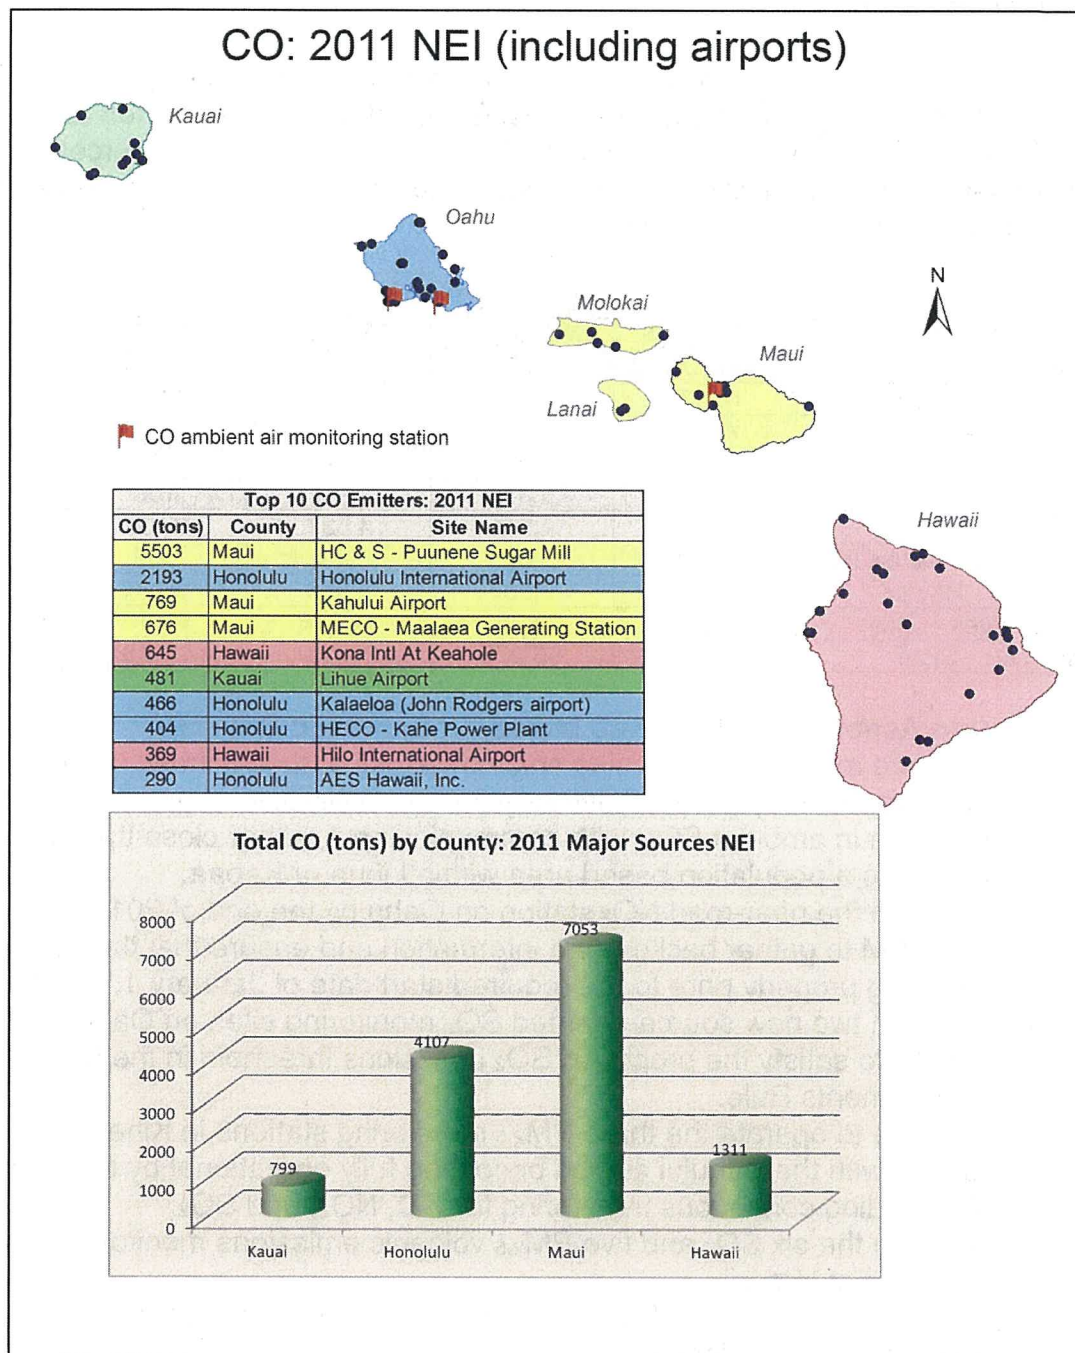 CO: 2011 NEI (including airports)
Kauai
Oahu
Molokai
Maui
Lanai
N
CO ambient air monitoring station
Hawaii
Top 10 CO Emitters: 2011 NEI
CO (tons) County Site Name
5503 Maui HC & S - Puunene Sugar Mill
2193 Honolulu Honolulu International Airport
769 Maui Kahului Airport
676 Maui MECO - Maalaea Generating Station
645 Hawaii Kona Intl At Keahole
481 Kauai Lihue Airport
466 Honolulu Kalaeloa (John Rodgers airport)
404 Honolulu HECO - Kahe Power Plant
369 Hawaii Hilo International Airport
290 Honolulu AES Hawaii, Inc.
Total CO (tons) by County: 2011 Major Sources NEI
8000
7000
6000
5000
4000
3000
2000
1000
0
799
4107
7053
1311
Kauai Honolulu Maui Hawaii